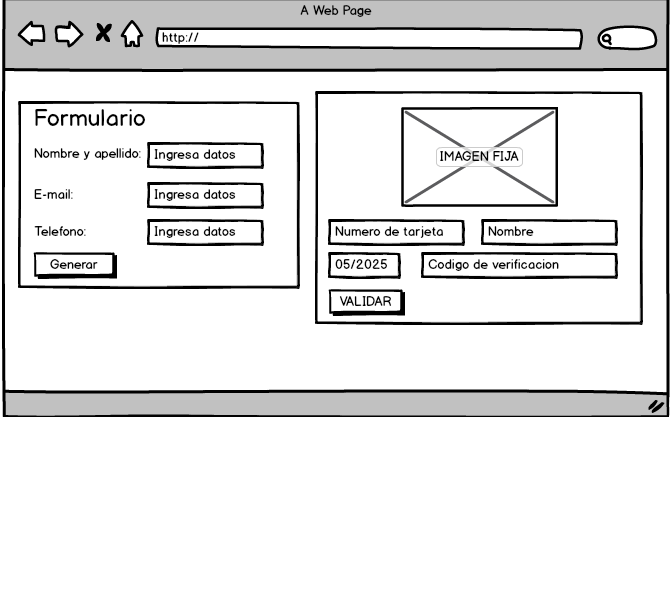 A Web Page
http://
Formulario
Nombre y apellido: Ingresa datos
E-mail: Ingresa datos
Telefono: Ingresa datos
Generar
IMAGEN FIJA
Numero de tarjeta Nombre
05/2025 Codigo de verificacion
VALIDAR